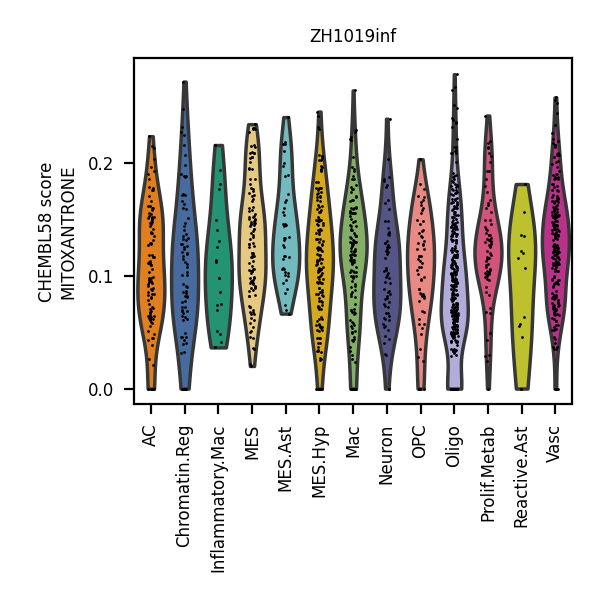 ZH1019inf
CHEMBL58 score
MITOXANTRONE
0.2
0.1
0.0
AC
Chromatin.Reg
Inflammatory.Mac
MES
MES.Ast
MES.Hyp
Mac
Neuron
OPC
Oligo
Prolif.Metab
Reactive.Ast
Vasc